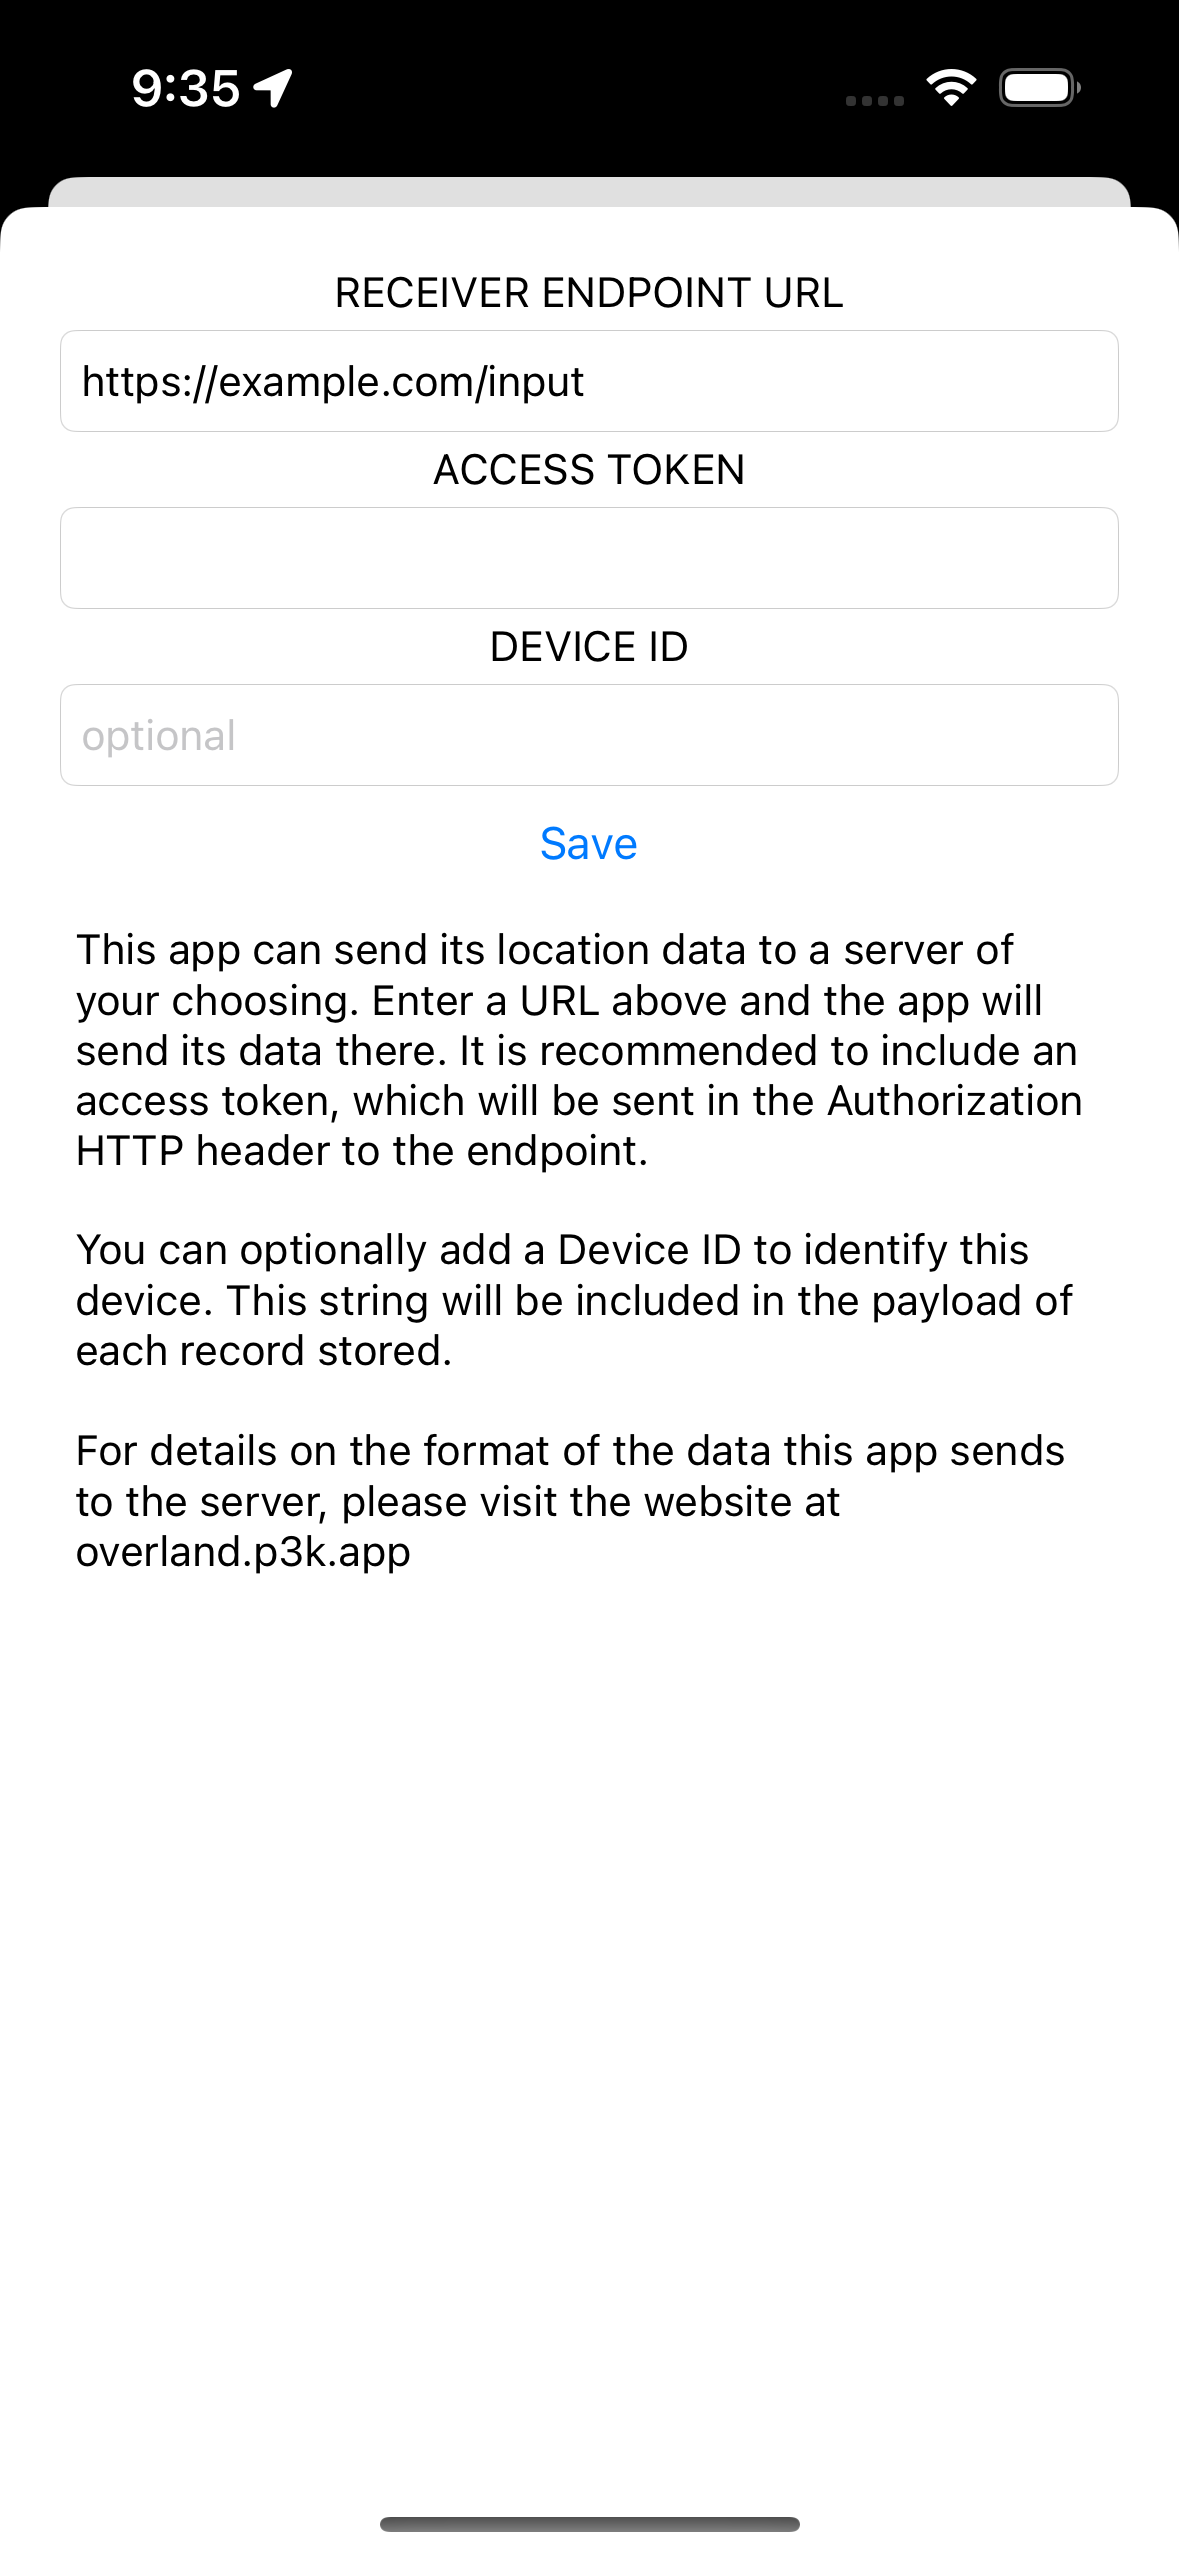 9:35
RECEIVER ENDPOINT URL
https://example.com/input
ACCESS TOKEN
DEVICE ID
optional
Save
This app can send its location data to a server of
your choosing. Enter a URL above and the app will
send its data there. It is recommended to include an
access token, which will be sent in the Authorization
HTTP header to the endpoint.
You can optionally add a Device ID to identify this
device. This string will be included in the payload of
each record stored.
For details on the format of the data this app sends
to the server, please visit the website at
overland.p3k.app